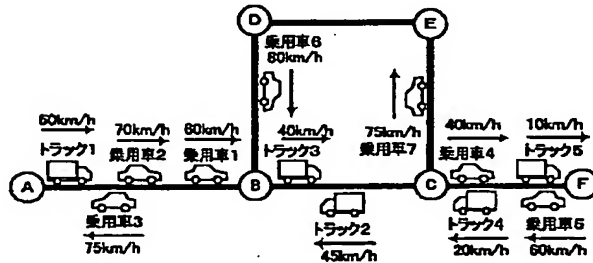 D
E
乗用車6
80km/h
60km/h
トラック1
70km/h
乗用車2
60km/h
乗用車1
40km/h
トラック3
75km/h
乗用車7
40km/h
乗用車4
10km/h
トラック5
A
B
C
F
乗用車3
75km/h
トラック2
45km/h
トラック4
20km/h
乗用車5
60km/h